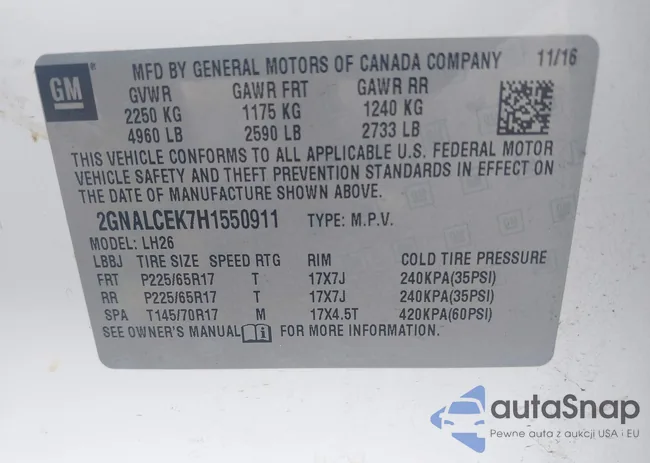 GM
MFD BY GENERAL MOTORS OF CANADA COMPANY 11/16
GVWR GAWR FRT GAWR RR
2250 KG 1175 KG 1240 KG
4960 LB 2590 LB 2733 LB
THIS VEHICLE CONFORMS TO ALL APPLICABLE U.S. FEDERAL MOTOR
VEHICLE SAFETY AND THEFT PREVENTION STANDARDS IN EFFECT ON
THE DATE OF MANUFACTURE SHOWN ABOVE.
2GNALCEK7H1550911 TYPE: M.P.V.
MODEL: LH26
LBBJ TIRE SIZE SPEED RTG RIM COLD TIRE PRESSURE
FRT P225/65R17 T 17X7J 240KPA(35PSI)
RR P225/65R17 T 17X7J 240KPA(35PSI)
SPA T145/70R17 M 17X4.5T 420KPA(60PSI)
SEE OWNER'S MANUAL FOR MORE INFORMATION.
autaSnap
Pewne auta z aukcji USA i EU